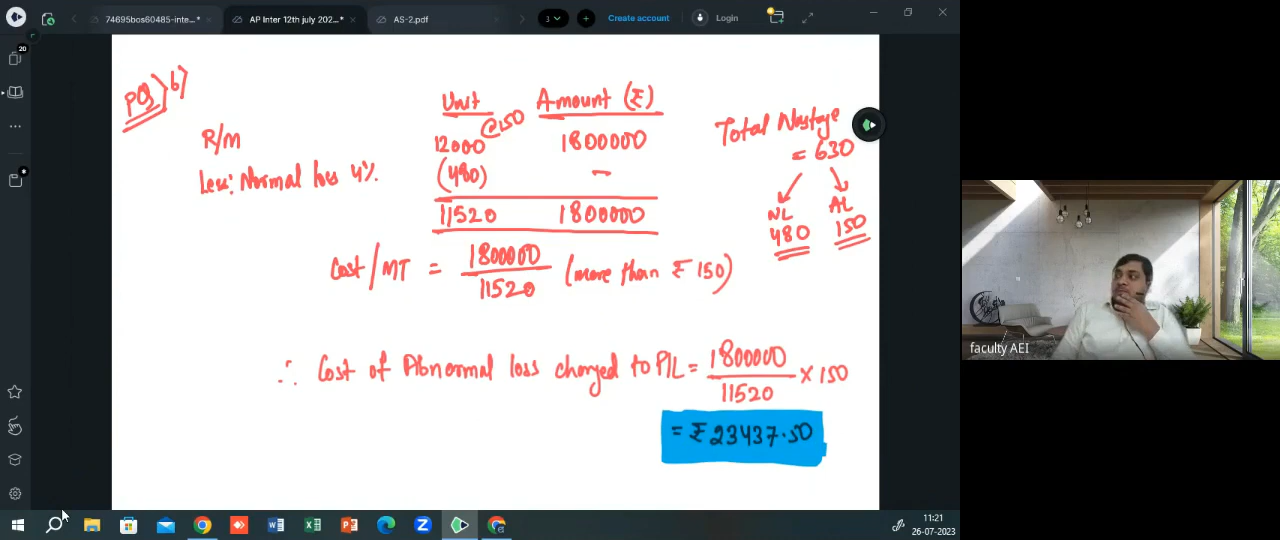 74695bos60485-inte...*
AP Inter 12th july 202...*
AS-2.pdf
3
Create account
Login
20
PQ b)
Unit Amount (₹)
R/M 12000 @150 1800000
Less: Normal loss 4% (480) —
11520 1800000
Total Wastage
= 630
NL AL
480 150
Cost/MT = 1800000/11520 (more than ₹ 150)
∴ Cost of Abnormal loss charged to P/L = 1800000/11520 × 150
= ₹ 23437.50
faculty AEI
11:21
26-07-2023